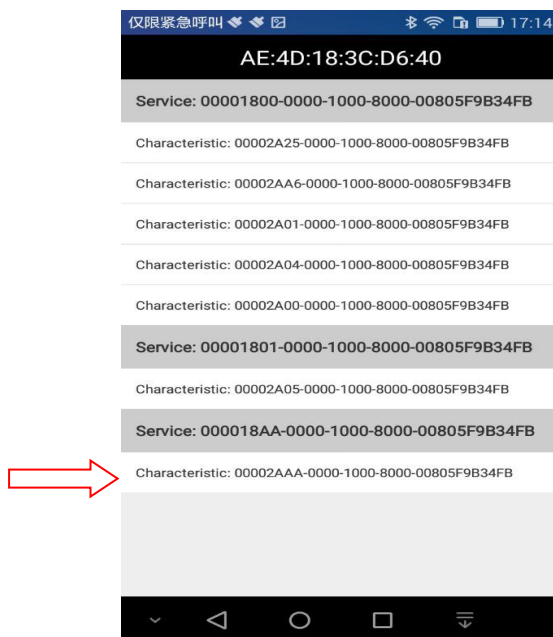 仅限紧急呼叫 17:14
AE:4D:18:3C:D6:40
Service: 00001800-0000-1000-8000-00805F9B34FB
Characteristic: 00002A25-0000-1000-8000-00805F9B34FB
Characteristic: 00002AA6-0000-1000-8000-00805F9B34FB
Characteristic: 00002A01-0000-1000-8000-00805F9B34FB
Characteristic: 00002A04-0000-1000-8000-00805F9B34FB
Characteristic: 00002A00-0000-1000-8000-00805F9B34FB
Service: 00001801-0000-1000-8000-00805F9B34FB
Characteristic: 00002A05-0000-1000-8000-00805F9B34FB
Service: 000018AA-0000-1000-8000-00805F9B34FB
Characteristic: 00002AAA-0000-1000-8000-00805F9B34FB